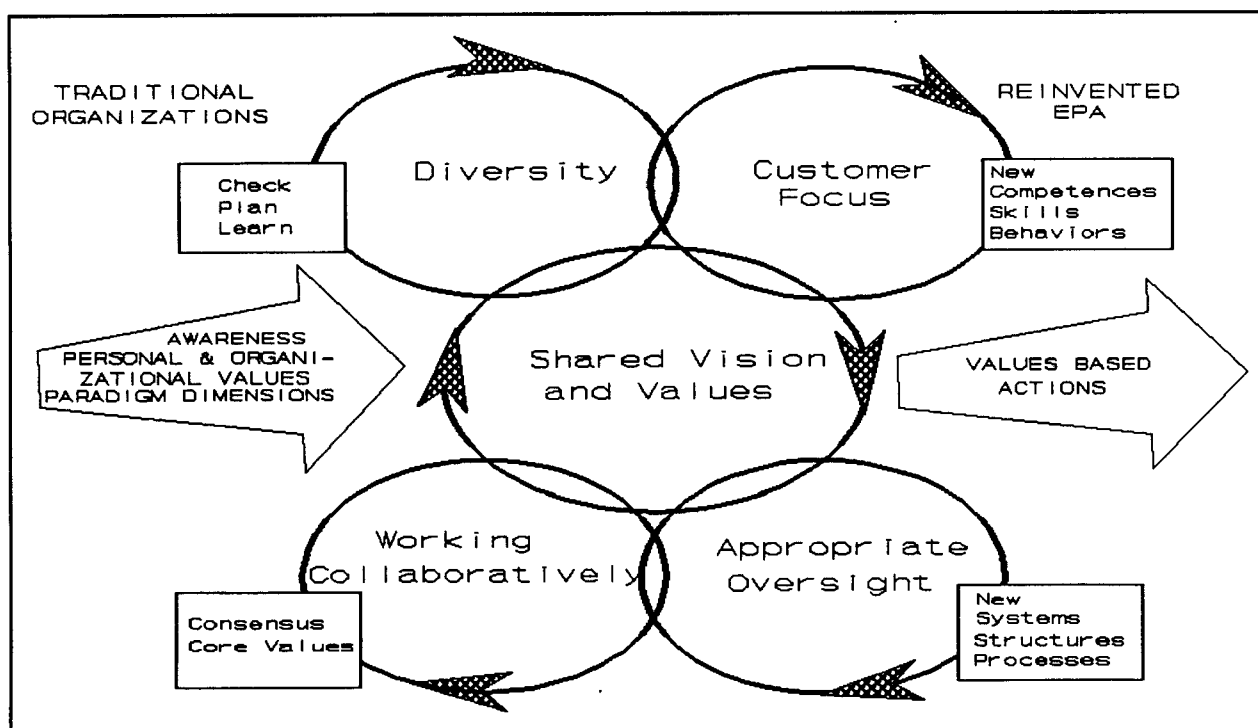 TRADITIONAL
ORGANIZATIONS
REINVENTED
EPA
Diversity
Customer
Focus
Check
Plan
Learn
New
Competences
Skills
Behaviors
AWARENESS
PERSONAL & ORGANI-
ZATIONAL VALUES
PARADIGM DIMENSIONS
Shared Vision
and Values
VALUES BASED
ACTIONS
Working
Collaboratively
Appropriate
Oversight
Consensus
Core Values
New
Systems
Structures
Processes